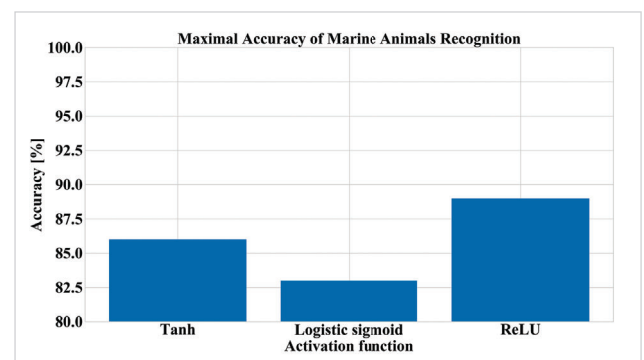 Maximal Accuracy of Marine Animals Recognition
Accuracy [%]
100.0
97.5
95.0
92.5
90.0
87.5
85.0
82.5
80.0
Tanh
Logistic sigmoid
ReLU
Activation function